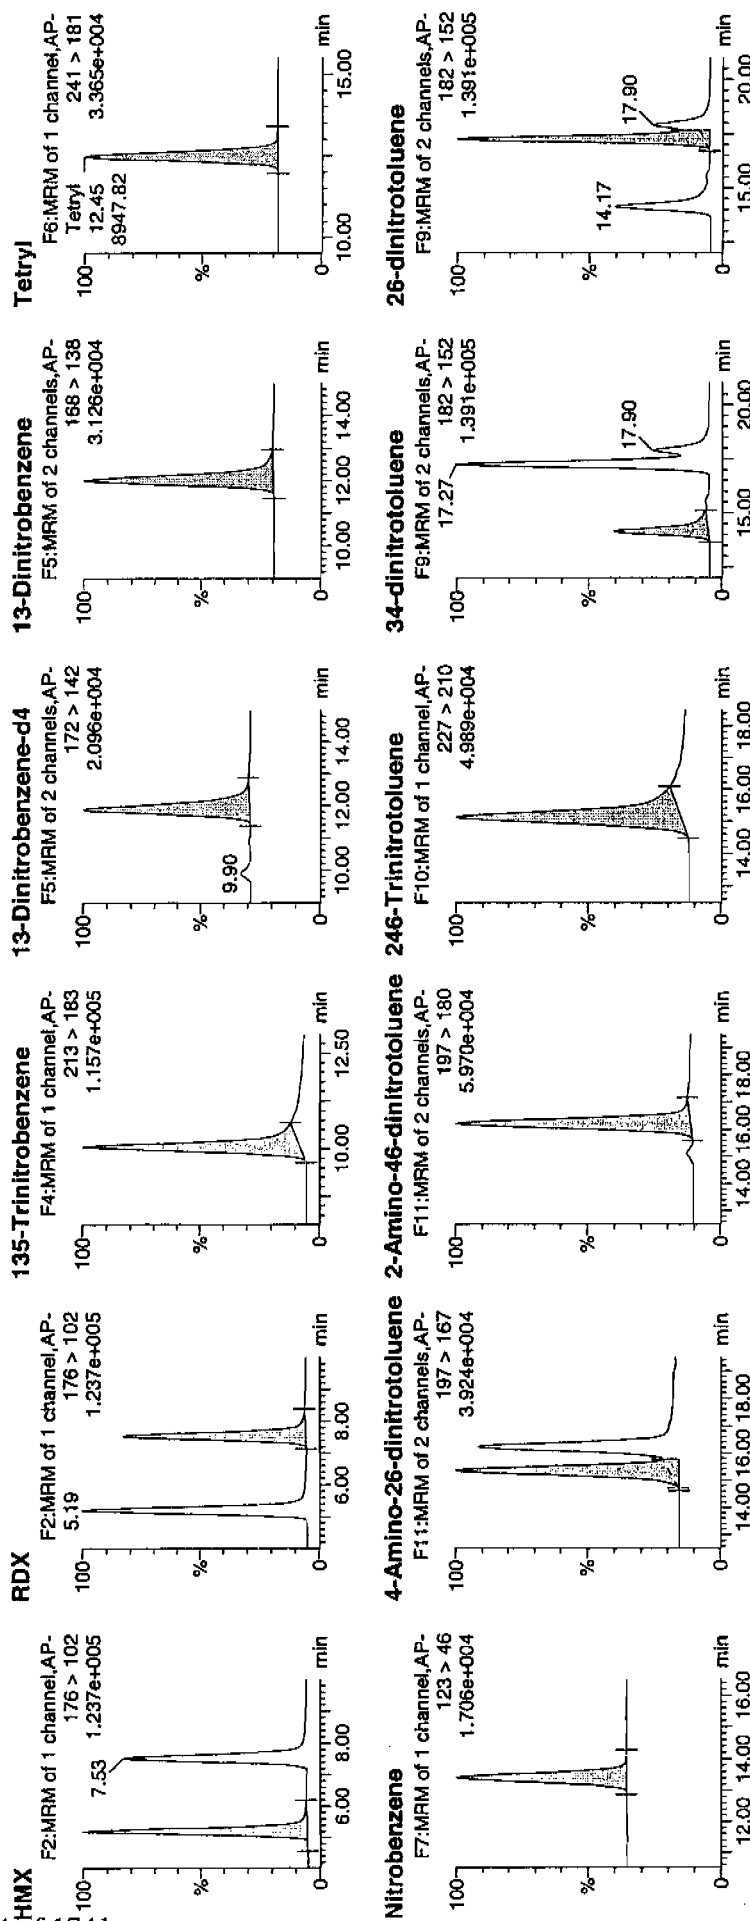 HMX
F2:MRM of 1 channel,AP-
176 > 102
1.237e+005
100
7.53
%
0
6.00 8.00 min
RDX
F2:MRM of 1 channel,AP-
176 > 102
1.237e+005
100
5.19
%
0
6.00 8.00 min
135-Trinitrobenzene
F4:MRM of 1 channel,AP-
213 > 183
1.157e+005
100
%
0
10.00 12.50 min
13-Dinitrobenzene-d4
F5:MRM of 2 channels,AP-
172 > 142
2.096e+004
100
%
9.90
0
10.00 12.00 14.00 min
13-Dinitrobenzene
F5:MRM of 2 channels,AP-
168 > 138
3.126e+004
100
%
0
10.00 12.00 14.00 min
Tetryl
F6:MRM of 1 channel,AP-
Tetryl 241 > 181
12.45 3.365e+004
8947.82
100
%
0
10.00 15.00 min
Nitrobenzene
F7:MRM of 1 channel,AP-
123 > 46
1.706e+004
100
%
0
12.00 14.00 16.00 min
4-Amino-26-dinitrotoluene
F11:MRM of 2 channels,AP-
197 > 167
3.924e+004
100
%
0
14.00 16.00 18.00 min
2-Amino-46-dinitrotoluene
F11:MRM of 2 channels,AP-
197 > 180
5.970e+004
100
%
0
14.00 16.00 18.00 min
246-Trinitrotoluene
F10:MRM of 1 channel,AP-
227 > 210
4.989e+004
100
%
0
14.00 16.00 18.00 min
34-dinitrotoluene
F9:MRM of 2 channels,AP-
182 > 152
1.391e+005
100
17.27
%
17.90
0
15.00 20.00 min
26-dinitrotoluene
F9:MRM of 2 channels,AP-
182 > 152
1.391e+005
100
%
14.17
17.90
0
15.00 20.00 min